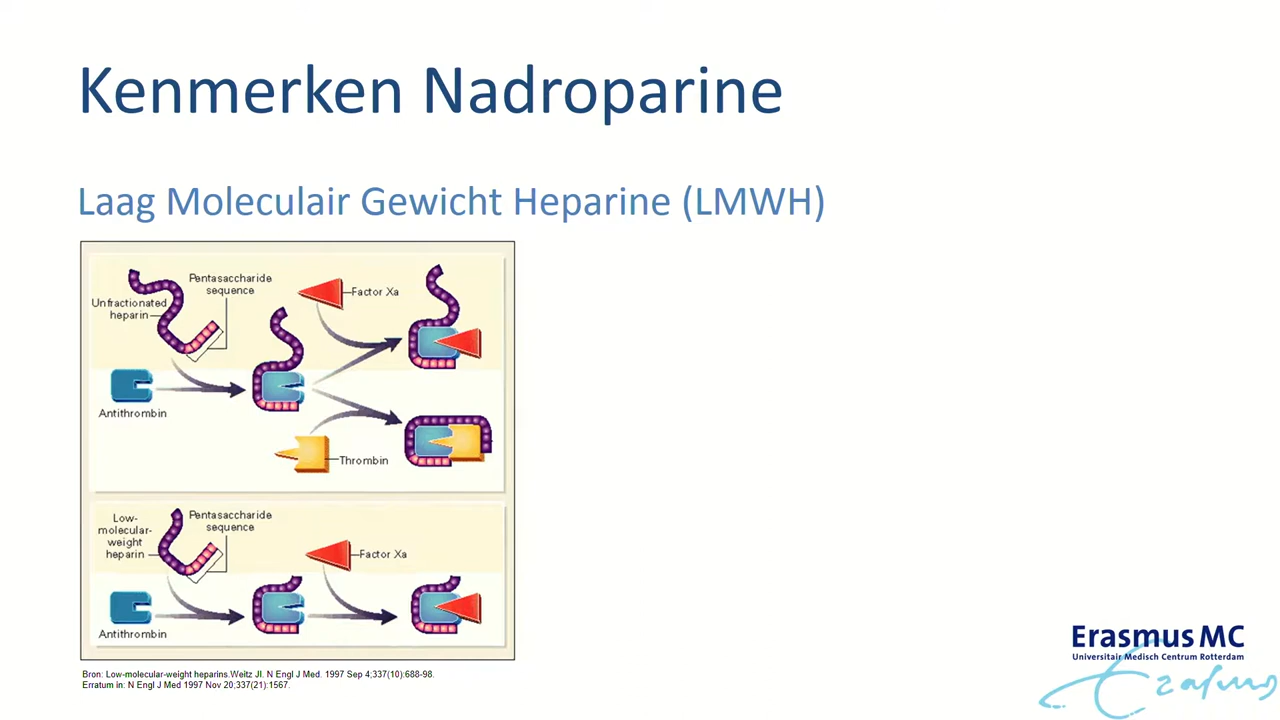 Kenmerken Nadroparine
Laag Moleculair Gewicht Heparine (LMWH)
Pentasaccharide
sequence
Unfractionated
heparin
Factor Xa
Antithrombin
Thrombin
Low-
molecular-
weight
heparin
Pentasaccharide
sequence
Factor Xa
Antithrombin
Bron: Low-molecular-weight heparins.Weitz JI. N Engl J Med. 1997 Sep 4;337(10):688-98.
Erratum in: N Engl J Med 1997 Nov 20;337(21):1567.
Erasmus MC
Universitair Medisch Centrum Rotterdam
Erasmus